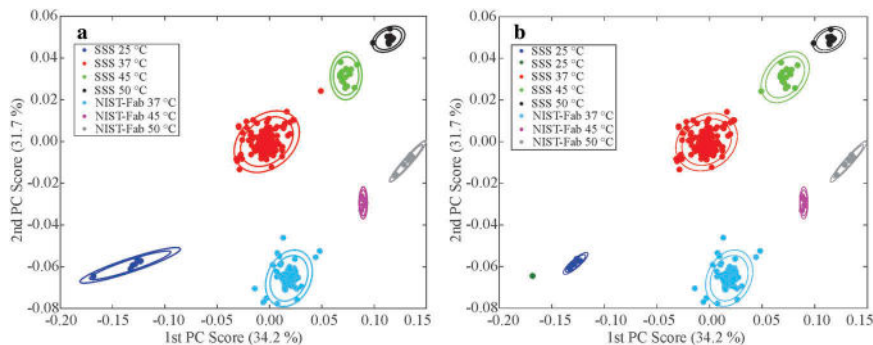 a
SSS 25 °C
SSS 37 °C
SSS 45 °C
SSS 50 °C
NIST-Fab 37 °C
NIST-Fab 45 °C
NIST-Fab 50 °C
0.06
0.04
0.02
0.00
-0.02
-0.04
-0.06
-0.08
2nd PC Score (31.7 %)
-0.20
-0.15
-0.10
-0.05
0.00
0.05
0.10
0.15
1st PC Score (34.2 %)
b
SSS 25 °C
SSS 25 °C
SSS 37 °C
SSS 45 °C
SSS 50 °C
NIST-Fab 37 °C
NIST-Fab 45 °C
NIST-Fab 50 °C
0.06
0.04
0.02
0.00
-0.02
-0.04
-0.06
-0.08
2nd PC Score (31.7 %)
-0.20
-0.15
-0.10
-0.05
0.00
0.05
0.10
0.15
1st PC Score (34.2 %)